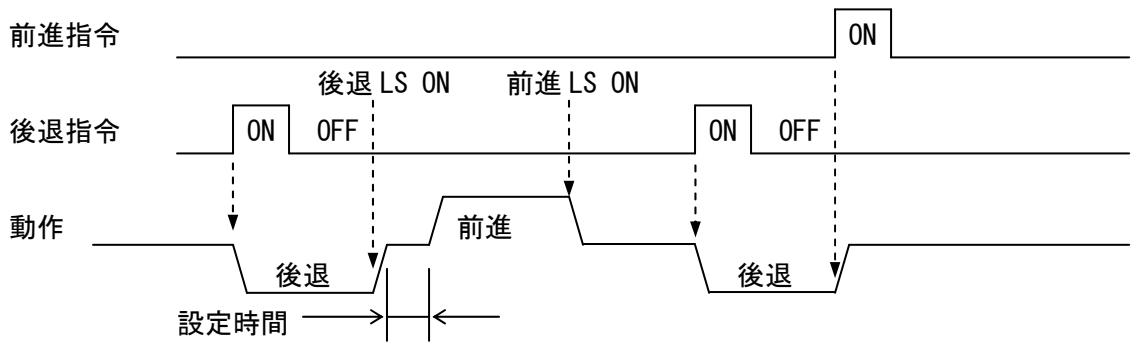 前進指令
ON
後退LS ON 前進LS ON
後退指令
ON OFF ON OFF
動作
前進
後退 後退
設定時間